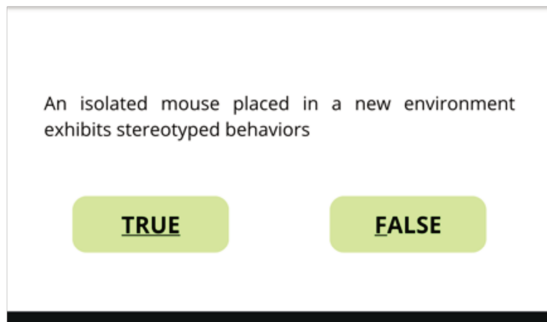 An isolated mouse placed in a new environment
exhibits stereotyped behaviors
TRUE
FALSE